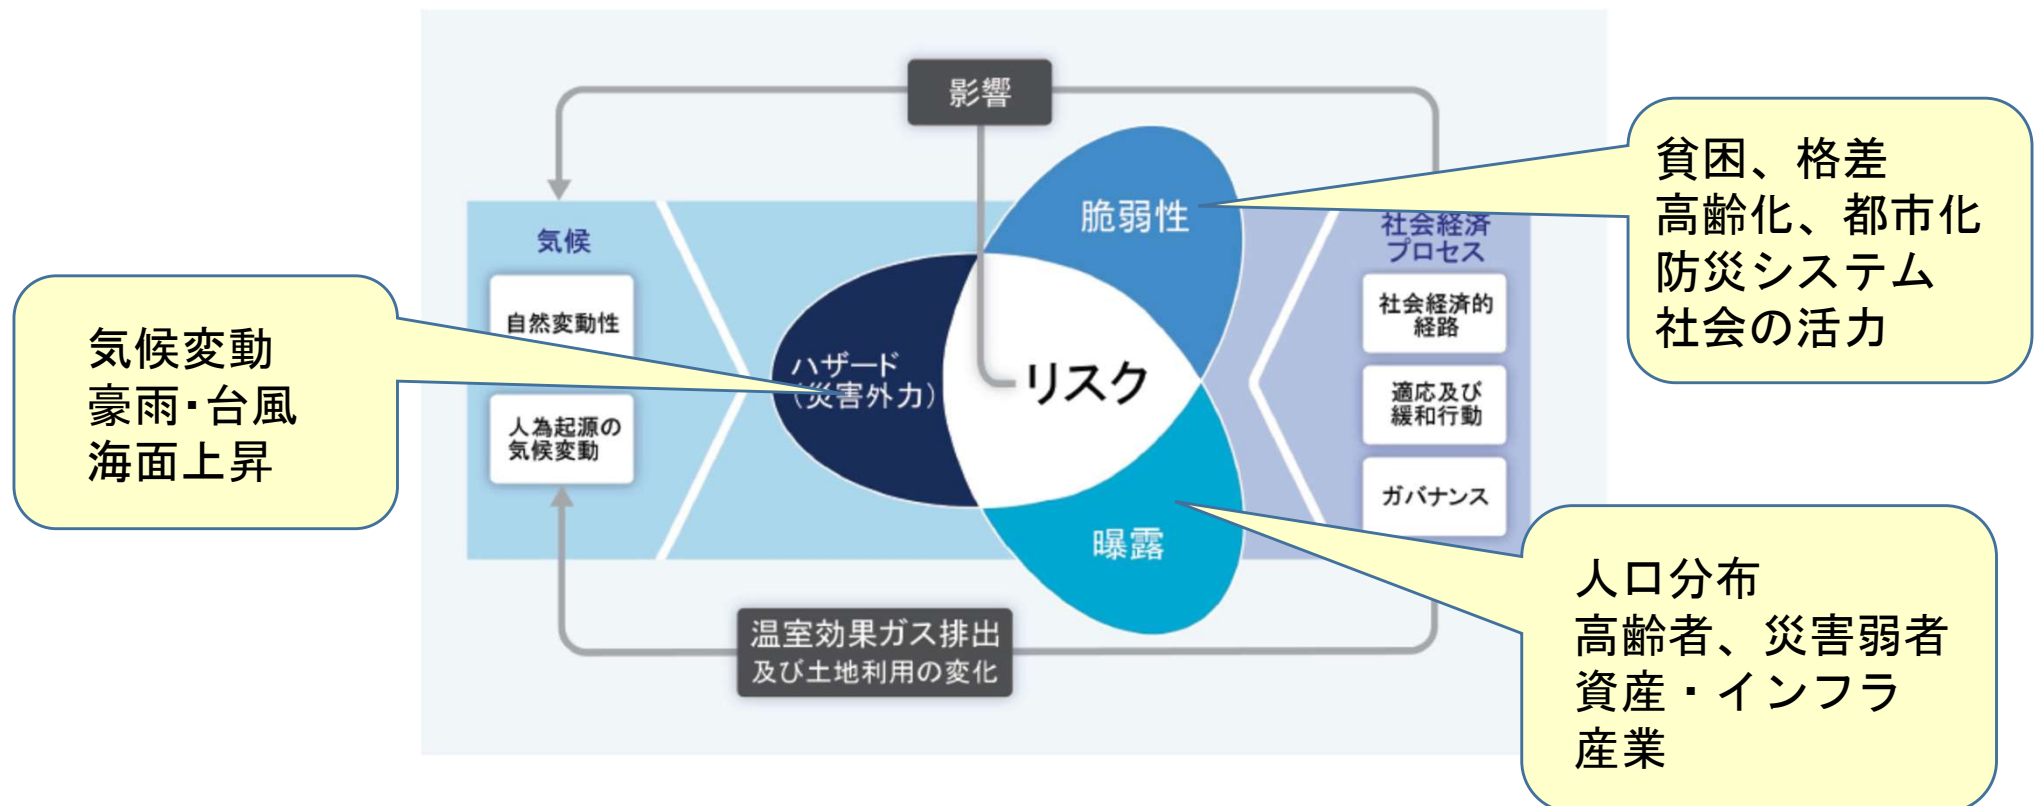 影響
気候
自然変動性
人為起源の
気候変動
気候変動
豪雨・台風
海面上昇
ハザード
(災害外力)
脆弱性
リスク
曝露
社会経済
プロセス
社会経済的
経路
適応及び
緩和行動
ガバナンス
貧困、格差
高齢化、都市化
防災システム
社会の活力
人口分布
高齢者、災害弱者
資産・インフラ
産業
温室効果ガス排出
及び土地利用の変化